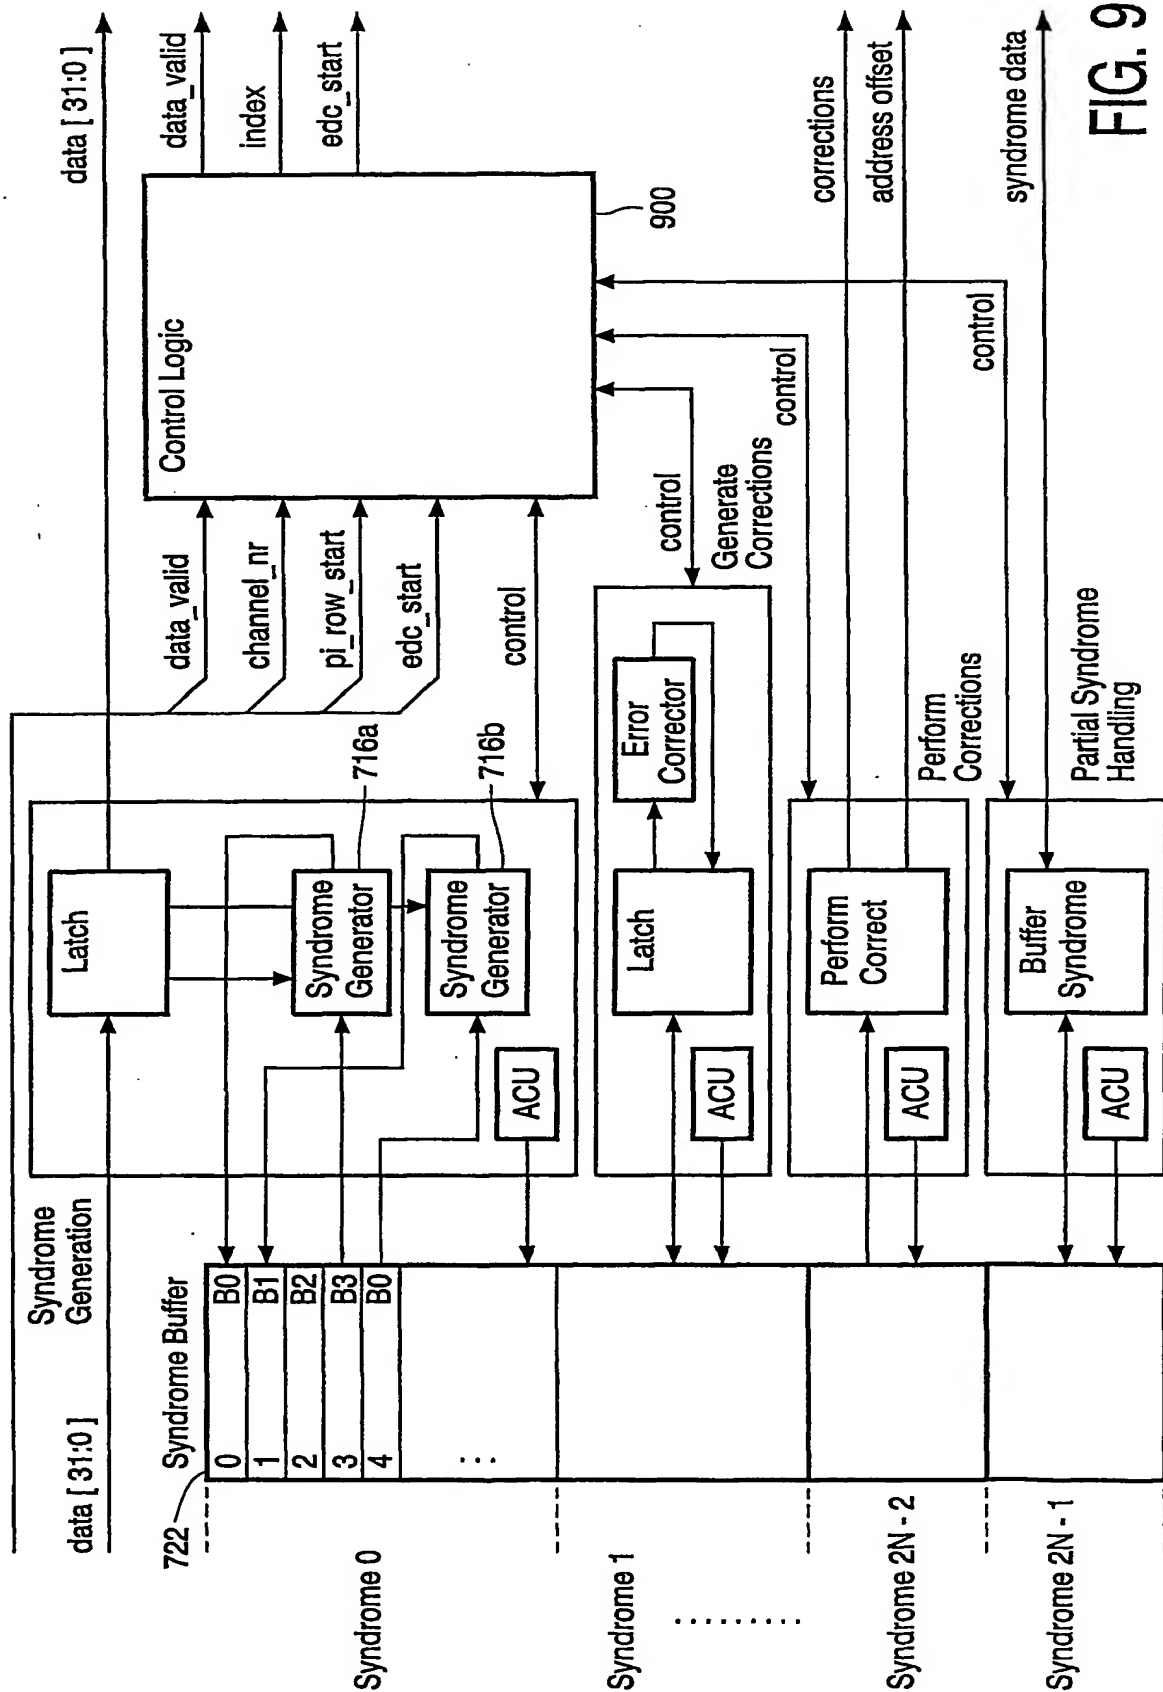 data [ 31:0 ]
data [ 31:0 ]
data_valid
index
edc_start
Syndrome
Generation
Latch
Syndrome
Generator
716a
Syndrome
Generator
716b
ACU
data_valid
channel_nr
pi_row_start
edc_start
control
Control Logic
900
722
Syndrome Buffer
0 B0
1 B1
2 B2
3 B3
4 B0
...
Syndrome 0
Syndrome 1
.........
Syndrome 2N - 2
Syndrome 2N - 1
Latch
Error
Corrector
ACU
control
Generate
Corrections
Perform
Correct
ACU
control
Perform
Corrections
corrections
address offset
Buffer
Syndrome
ACU
control
Partial Syndrome
Handling
syndrome data
FIG. 9